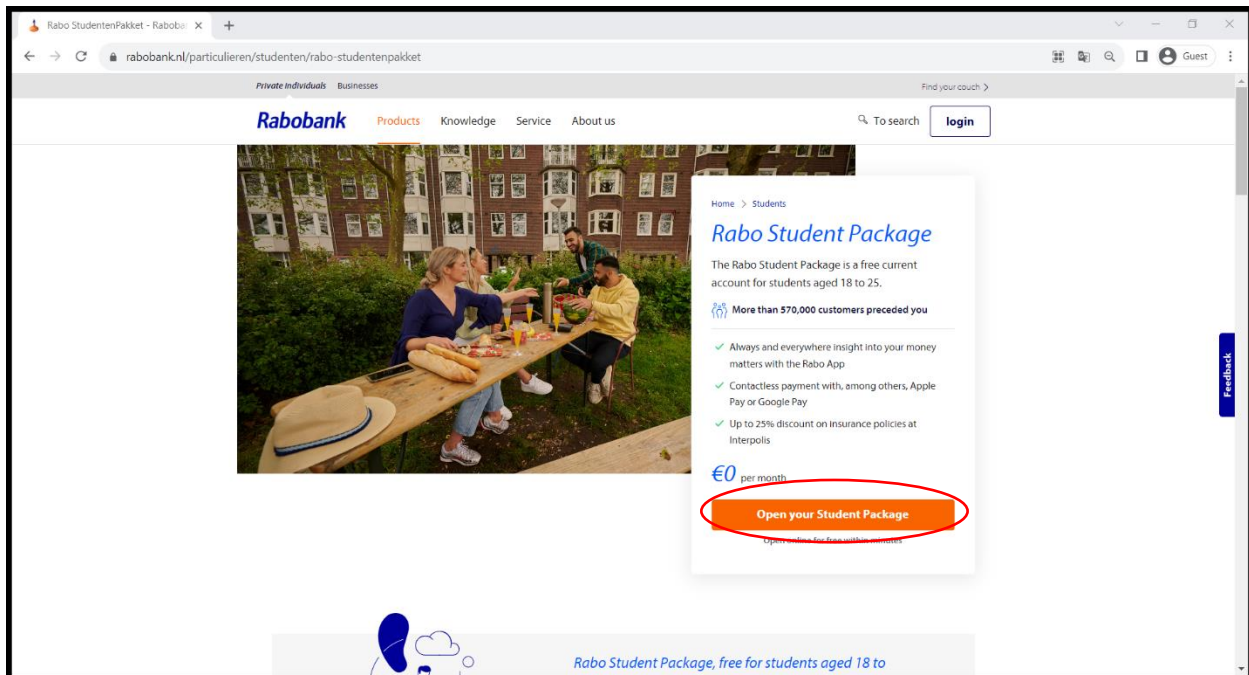 Rabo StudentenPakket - Raboba
rabobank.nl/particulieren/studenten/rabo-studentenpakket
Guest
Private Individuals Businesses
Find your couch
Rabobank
Products Knowledge Service About us
To search
login
Home > Students
Rabo Student Package
The Rabo Student Package is a free current
account for students aged 18 to 25.
More than 570,000 customers preceded you
Always and everywhere insight into your money
matters with the Rabo App
Contactless payment with, among others, Apple
Pay or Google Pay
Up to 25% discount on insurance policies at
Interpolis
€0 per month
Open your Student Package
Open online for free within minutes
Feedback
Rabo Student Package, free for students aged 18 to